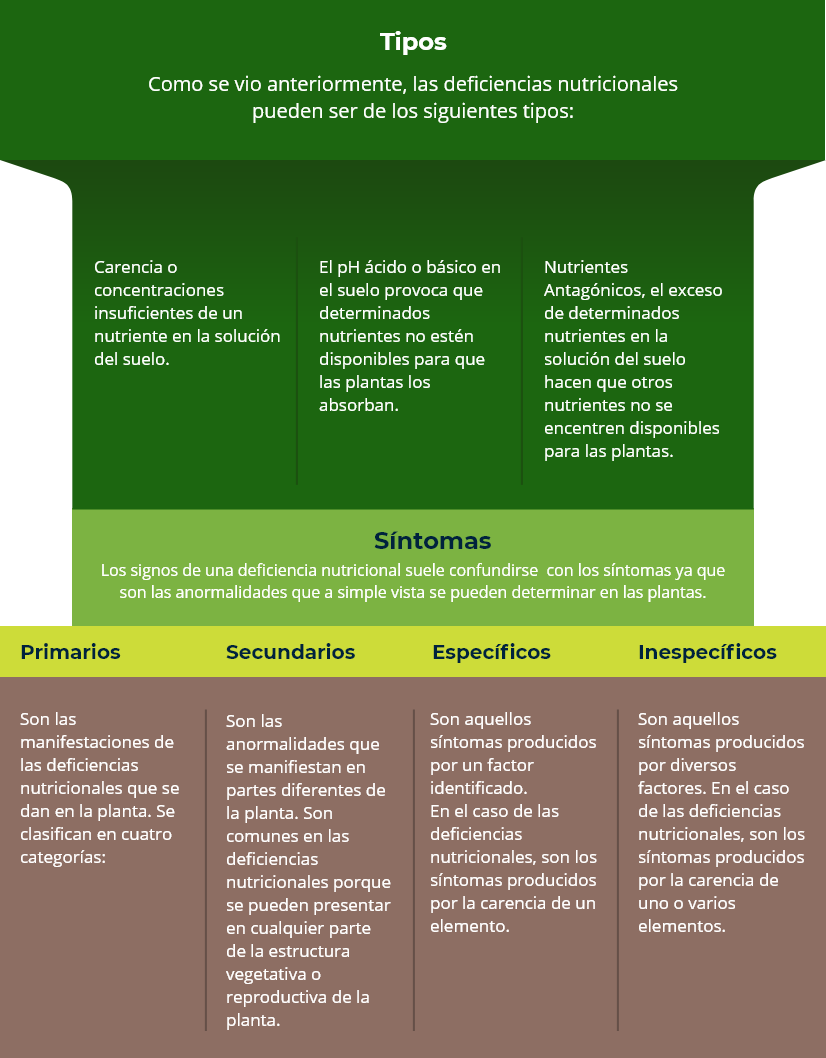 Tipos
Como se vio anteriormente, las deficiencias nutricionales
pueden ser de los siguientes tipos:
Carencia o
concentraciones
insuficientes de un
nutriente en la solución
del suelo.
El pH ácido o básico en
el suelo provoca que
determinados
nutrientes no estén
disponibles para que
las plantas los
absorban.
Nutrientes
Antagónicos, el exceso
de determinados
nutrientes en la
solución del suelo
hacen que otros
nutrientes no se
encentren disponibles
para las plantas.
Síntomas
Los signos de una deficiencia nutricional suele confundirse  con los síntomas ya que
son las anormalidades que a simple vista se pueden determinar en las plantas.
Primarios
Son las
manifestaciones de
las deficiencias
nutricionales que se
dan en la planta. Se
clasifican en cuatro
categorías:
Secundarios
Son las
anormalidades que
se manifiestan en
partes diferentes de
la planta. Son
comunes en las
deficiencias
nutricionales porque
se pueden presentar
en cualquier parte
de la estructura
vegetativa o
reproductiva de la
planta.
Específicos
Son aquellos
síntomas producidos
por un factor
identificado.
En el caso de las
deficiencias
nutricionales, son los
síntomas producidos
por la carencia de un
elemento.
Inespecíficos
Son aquellos
síntomas producidos
por diversos
factores. En el caso
de las deficiencias
nutricionales, son los
síntomas producidos
por la carencia de
uno o varios
elementos.